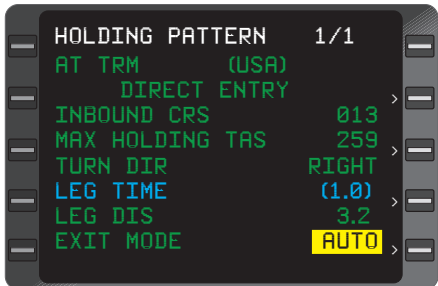 HOLDING PATTERN 1/1
AT TRM (USA)
DIRECT ENTRY
INBOUND CRS 013
MAX HOLDING TAS 259
TURN DIR RIGHT
LEG TIME (1.0)
LEG DIS 3.2
EXIT MODE AUTO